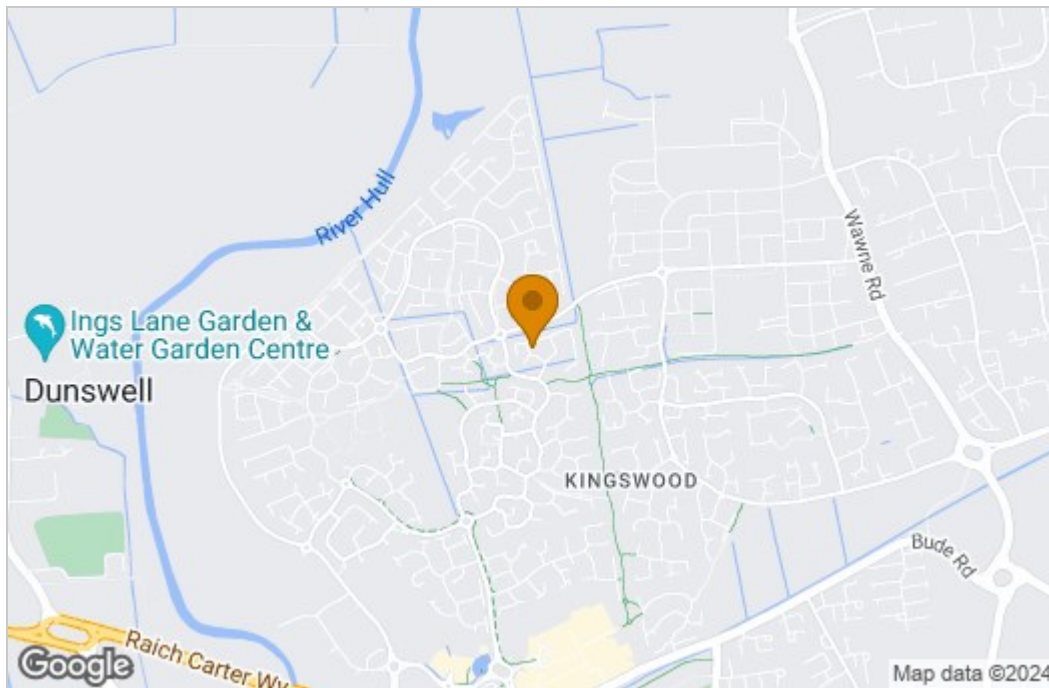 River Hull
Wawne Rd
Ings Lane Garden &
Water Garden Centre
Dunswell
KINGSWOOD
Bude Rd
Raich Carter Wy
Google
Map data ©2024